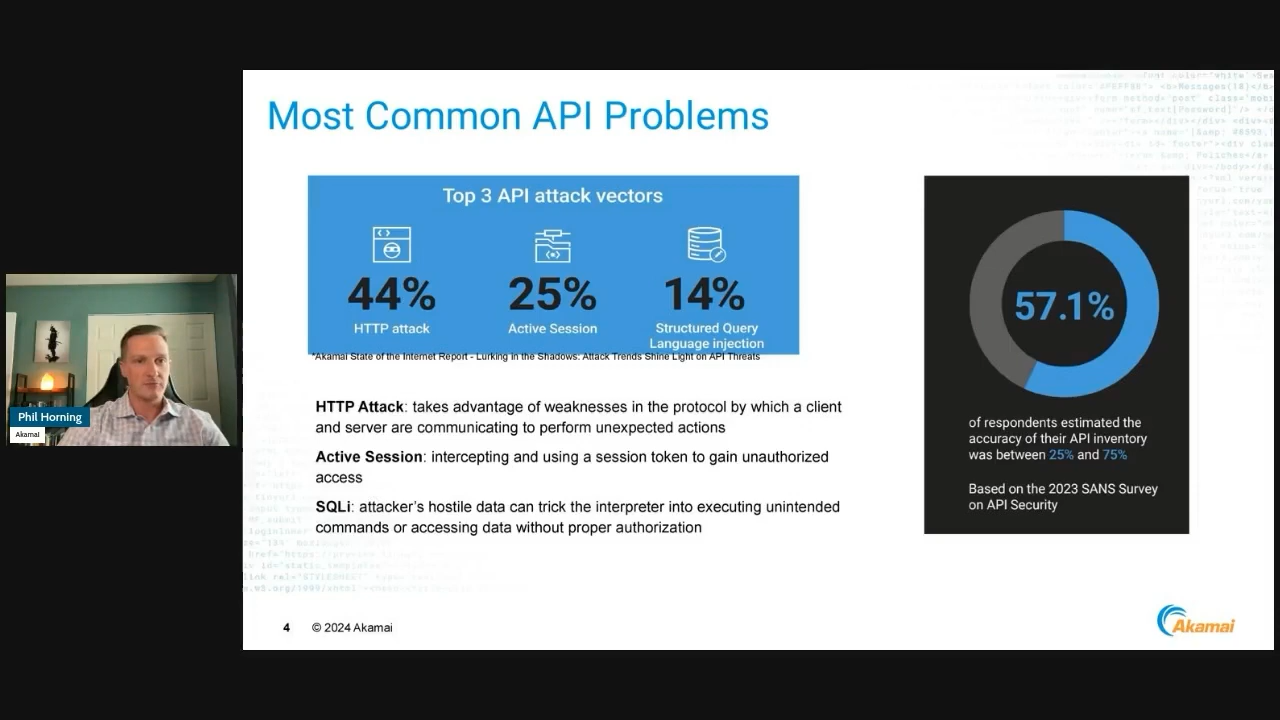 Most Common API Problems
Top 3 API attack vectors
44%
HTTP attack
25%
Active Session
14%
Structured Query
Language injection
*Akamai State of the Internet Report - Lurking in the Shadows: Attack Trends Shine Light on API Threats
HTTP Attack: takes advantage of weaknesses in the protocol by which a client
and server are communicating to perform unexpected actions
Active Session: intercepting and using a session token to gain unauthorized
access
SQLi: attacker's hostile data can trick the interpreter into executing unintended
commands or accessing data without proper authorization
57.1%
of respondents estimated the
accuracy of their API inventory
was between 25% and 75%
Based on the 2023 SANS Survey
on API Security
Phil Horning
Akamai
4 © 2024 Akamai
Akamai